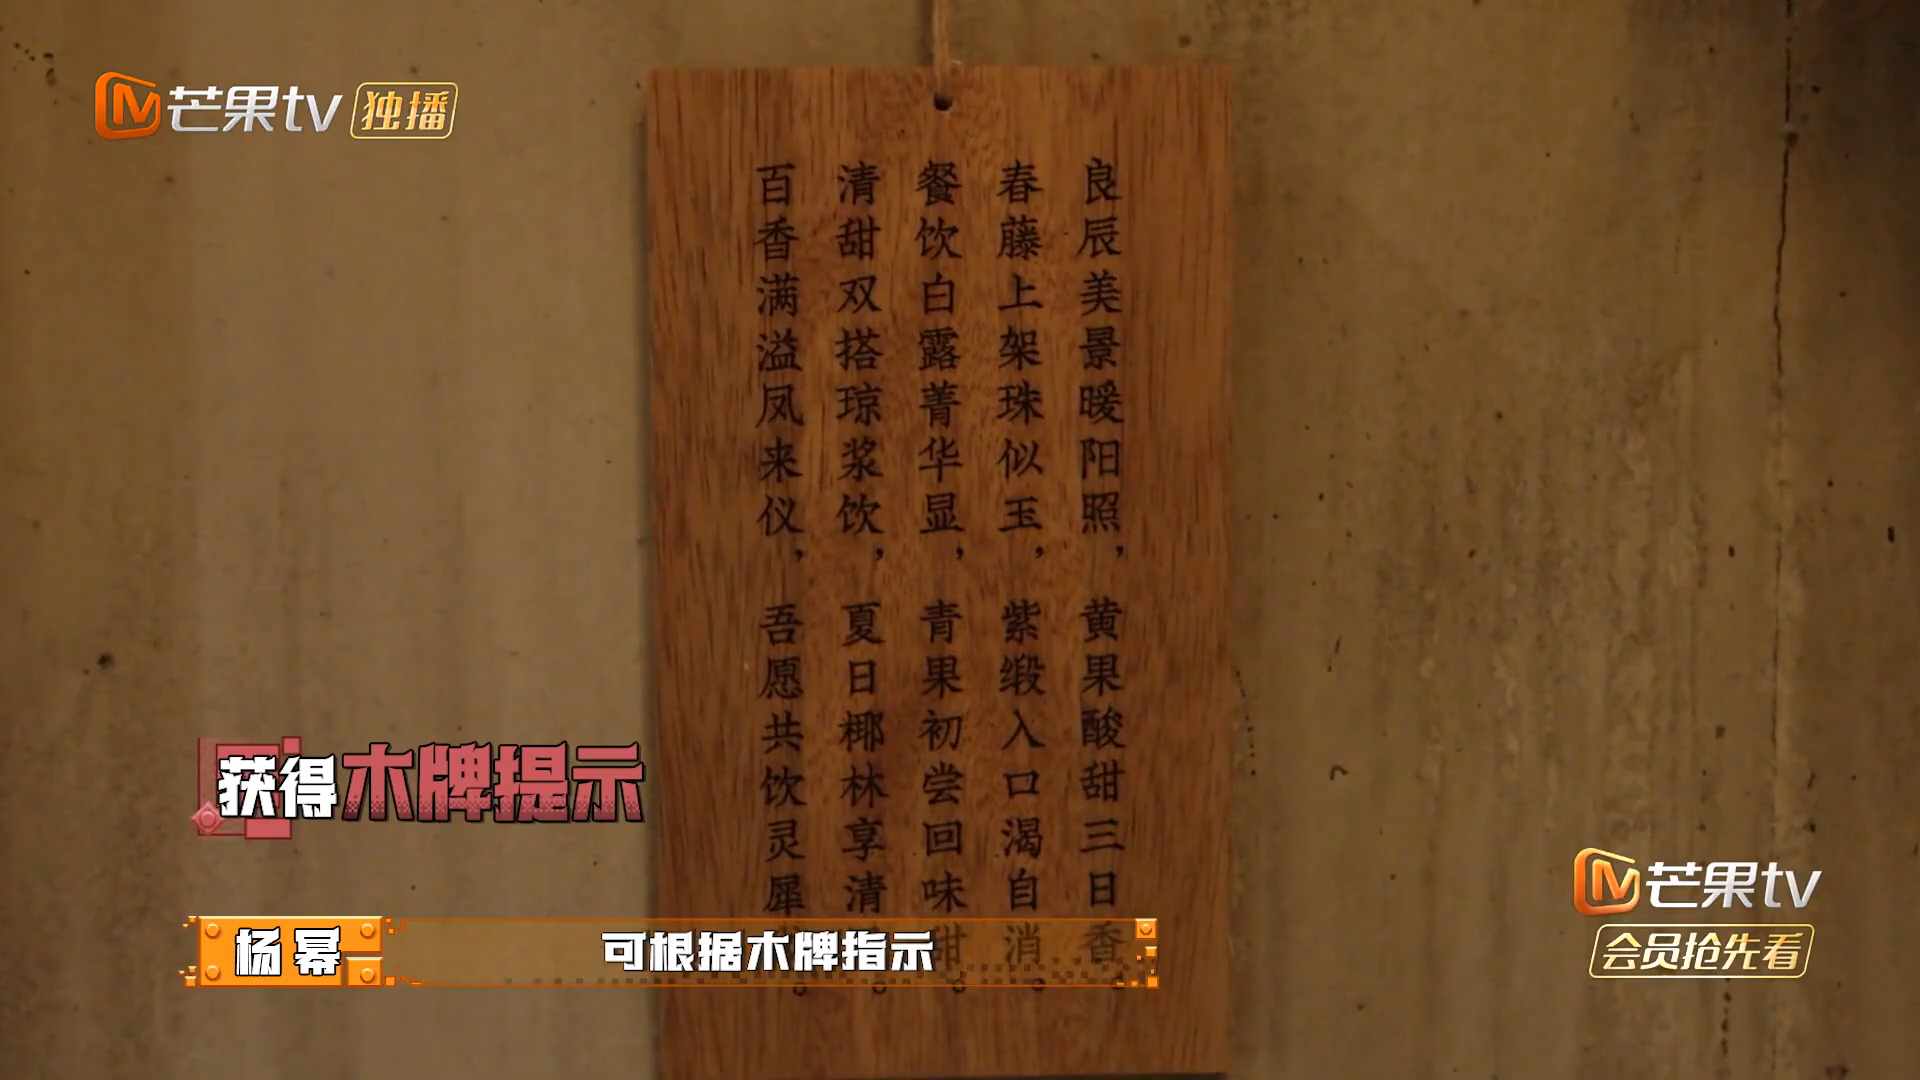 芒果tv 独播
良辰美景暖阳照，黄果酸甜三日香。
春藤上架珠似玉，紫缎入口渴自消。
餐饮白露菁华显，青果初尝回味甜。
清甜双搭琼浆饮，夏日椰林享清
百香满溢凤来仪，吾愿共饮灵犀
获得木牌提示
杨幂 可根据木牌指示
芒果tv
会员抢先看